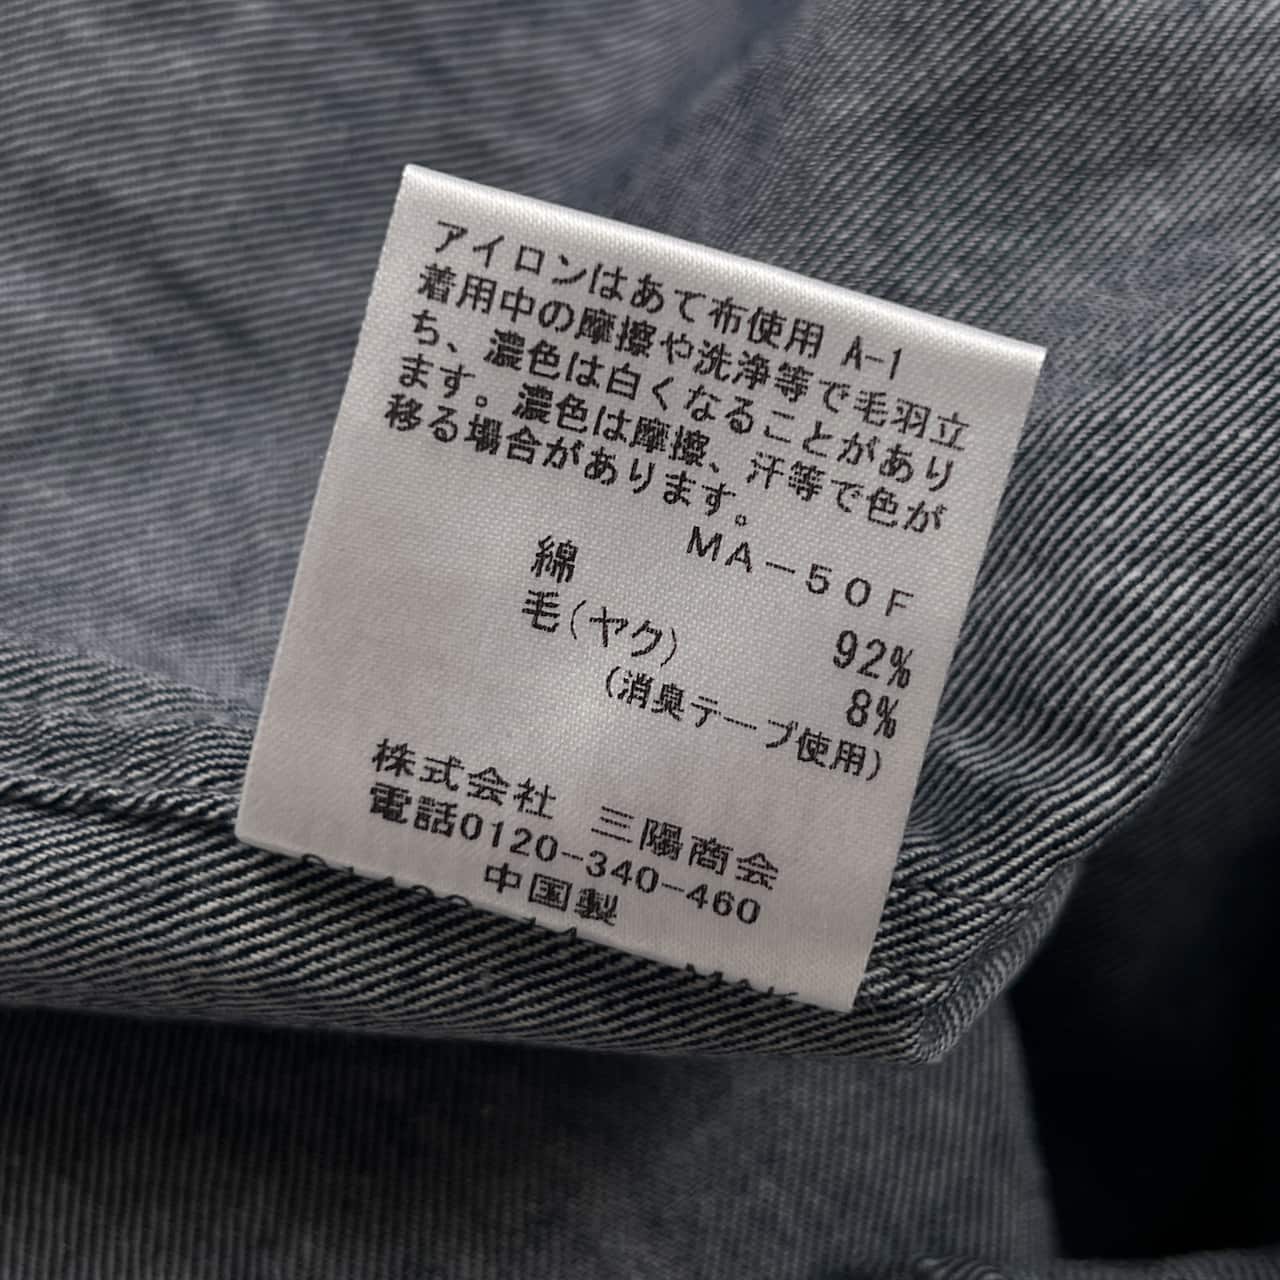 アイロンはあて布使用 A-1
着用中の摩擦や洗浄等で毛羽立
ち、濃色は白くなることがあり
ます。濃色は摩擦、汗等で色が
移る場合があります。
MA-50F
綿 92%
毛(ヤク) 8%
(消臭テープ使用)
株式会社 三陽商会
電話0120-340-460
中国製